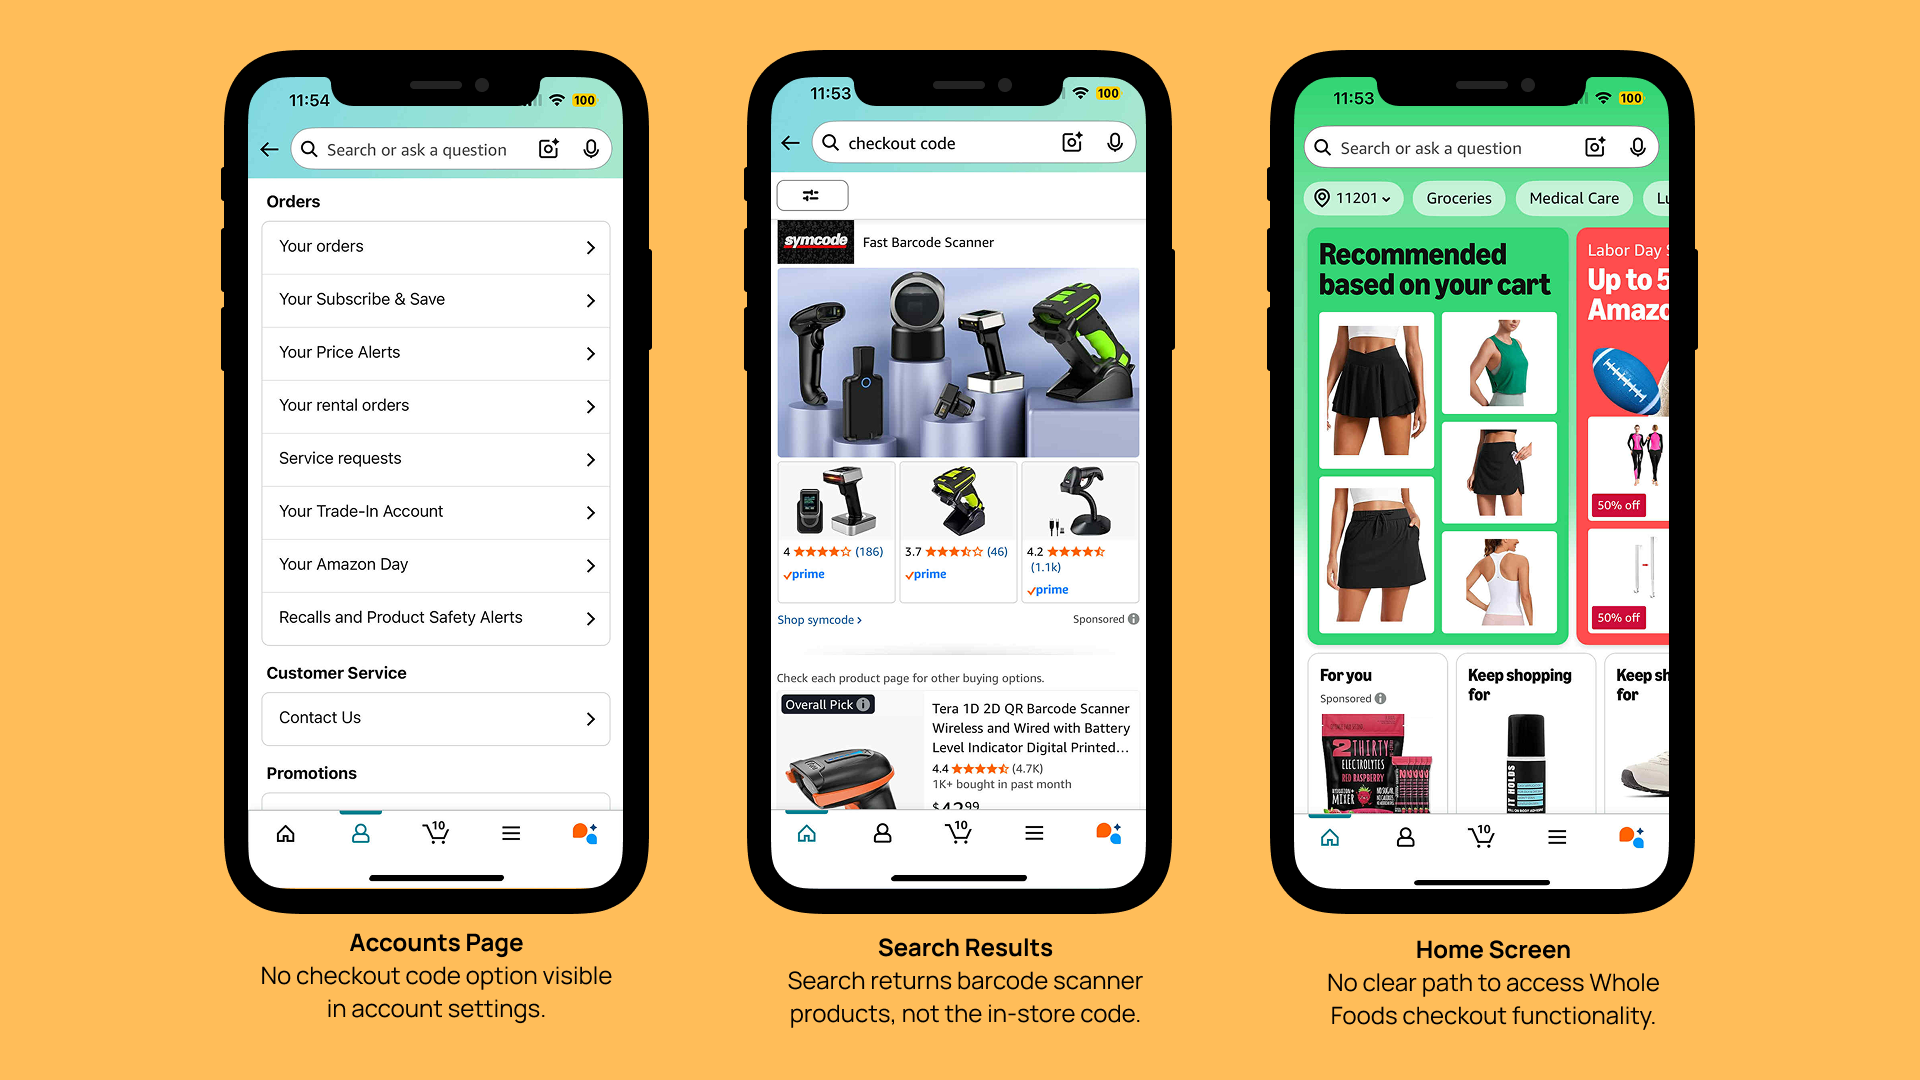 11:54
100
Search or ask a question
Orders
Your orders
Your Subscribe & Save
Your Price Alerts
Your rental orders
Service requests
Your Trade-In Account
Your Amazon Day
Recalls and Product Safety Alerts
Customer Service
Contact Us
Promotions
10
Accounts Page
No checkout code option visible
in account settings.
11:53
100
checkout code
symcode
Fast Barcode Scanner
4 (186)
prime
3.7 (46)
prime
4.2
(1.1k)
prime
Shop symcode
Sponsored
Check each product page for other buying options.
Overall Pick
Tera 1D 2D QR Barcode Scanner
Wireless and Wired with Battery
Level Indicator Digital Printed...
4.4 (4.7K)
1K+ bought in past month
$4299
10
Search Results
Search returns barcode scanner
products, not the in-store code.
11:53
100
Search or ask a question
11201
Groceries
Medical Care
Lu
Recommended
based on your cart
Labor Day S
Up to 5
Amazo
50% off
50% off
For you
Sponsored
2THIRTY
ELECTROLYTES
RED RASPBERRY
HYDRATION+
MIXER
Keep shopping
for
IT HOLDS
Keep sh
for
10
Home Screen
No clear path to access Whole
Foods checkout functionality.